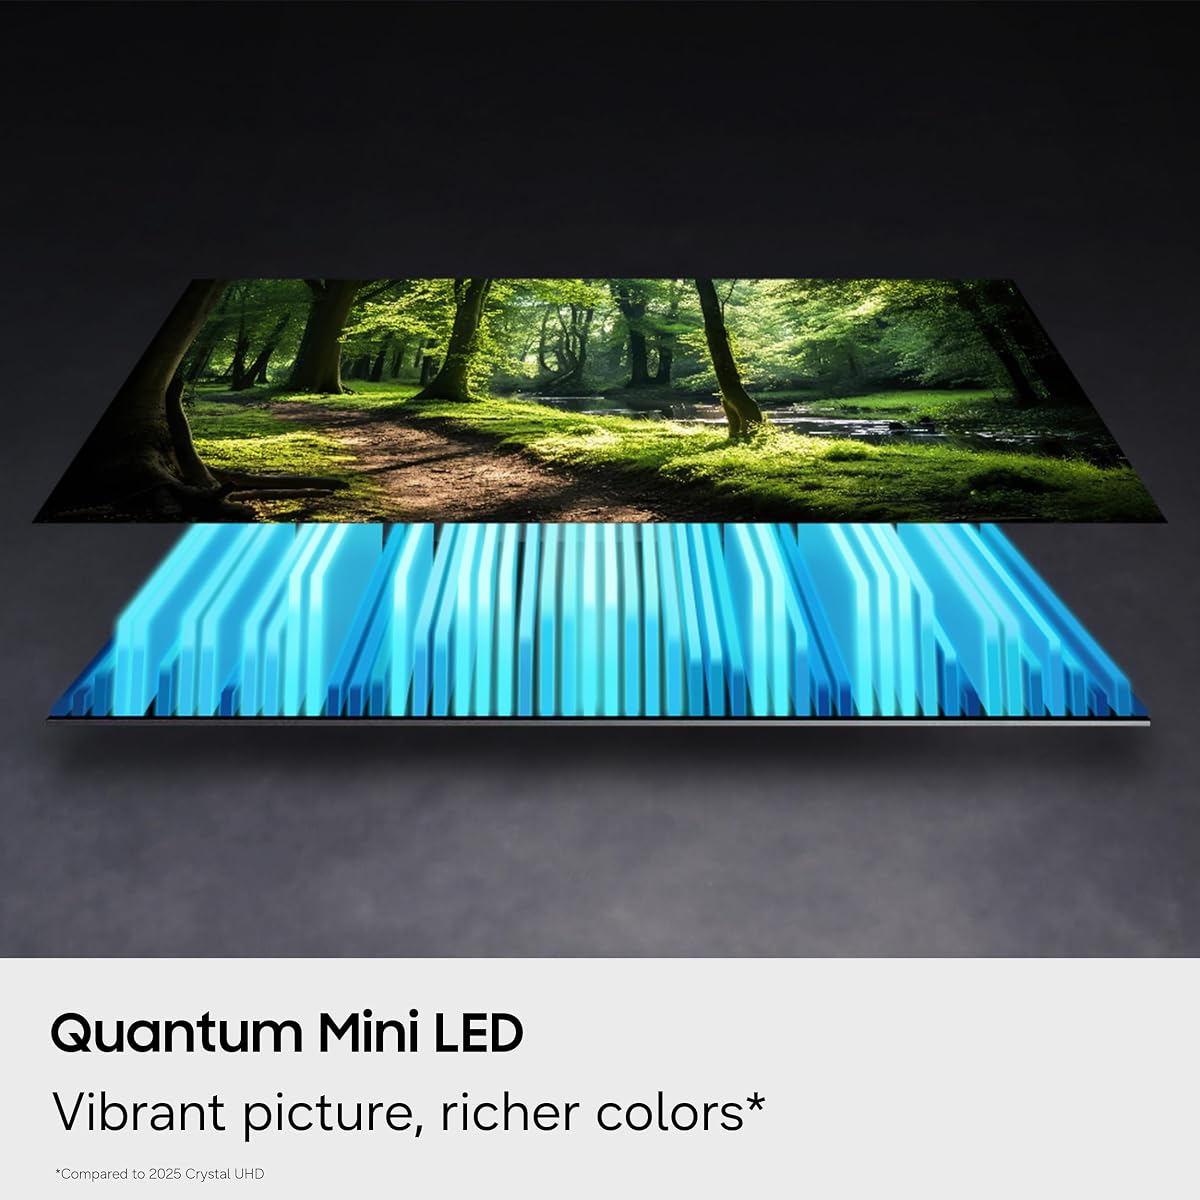 Quantum Mini LED
Vibrant picture, richer colors*
*Compared to 2025 Crystal UHD